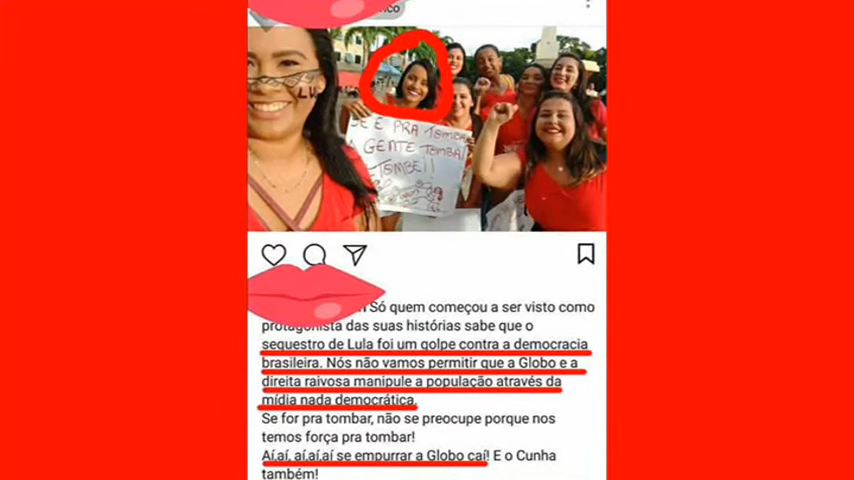 nco
LU
SE É PRA TOMBA
A GENTE TOMBA!
TOMBEI!
Só quem começou a ser visto como
protagonista das suas histórias sabe que o
sequestro de Lula foi um golpe contra a democracia
brasileira. Nós não vamos permitir que a Globo e a
direita raivosa manipule a população através da
mídia nada democrática.
Se for pra tombar, não se preocupe porque nos
temos força pra tombar!
Aí,aí, aí,aí,aí se empurrar a Globo caí! E o Cunha
também!